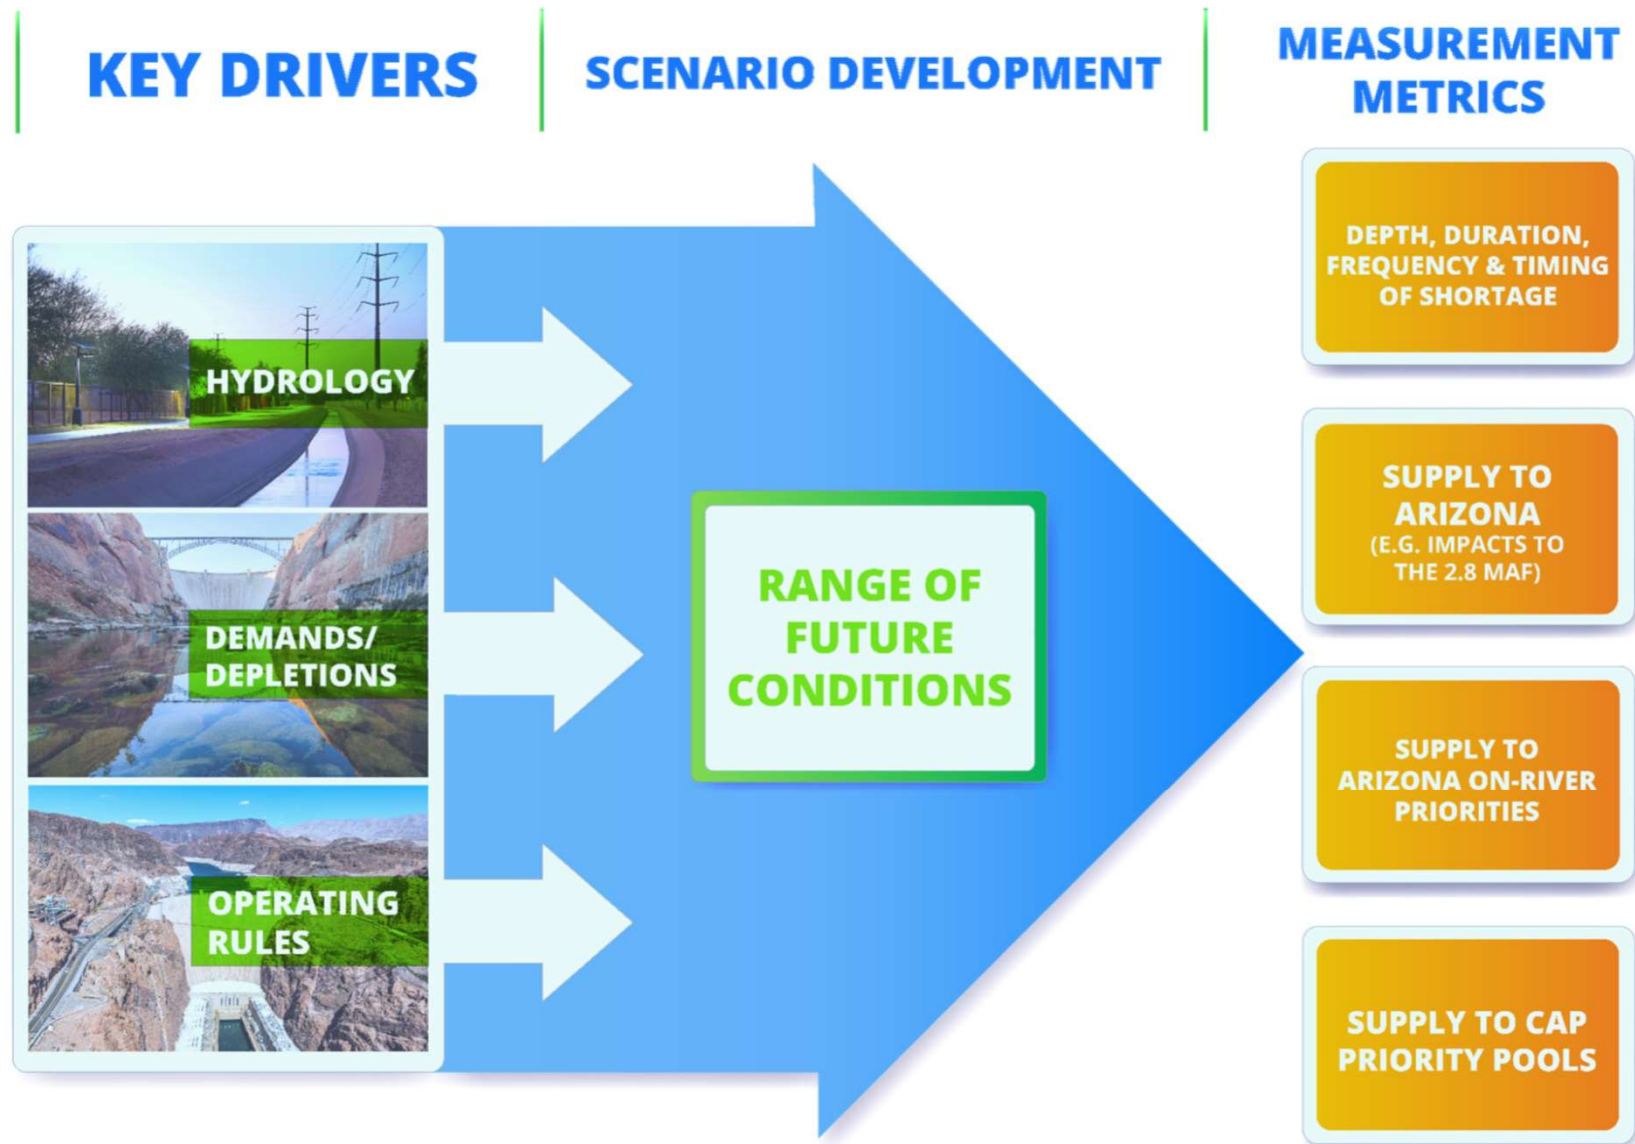 KEY DRIVERS
SCENARIO DEVELOPMENT
MEASUREMENT
METRICS
HYDROLOGY
DEMANDS/
DEPLETIONS
OPERATING
RULES
RANGE OF
FUTURE
CONDITIONS
DEPTH, DURATION,
FREQUENCY & TIMING
OF SHORTAGE
SUPPLY TO
ARIZONA
(E.G. IMPACTS TO
THE 2.8 MAF)
SUPPLY TO
ARIZONA ON-RIVER
PRIORITIES
SUPPLY TO CAP
PRIORITY POOLS